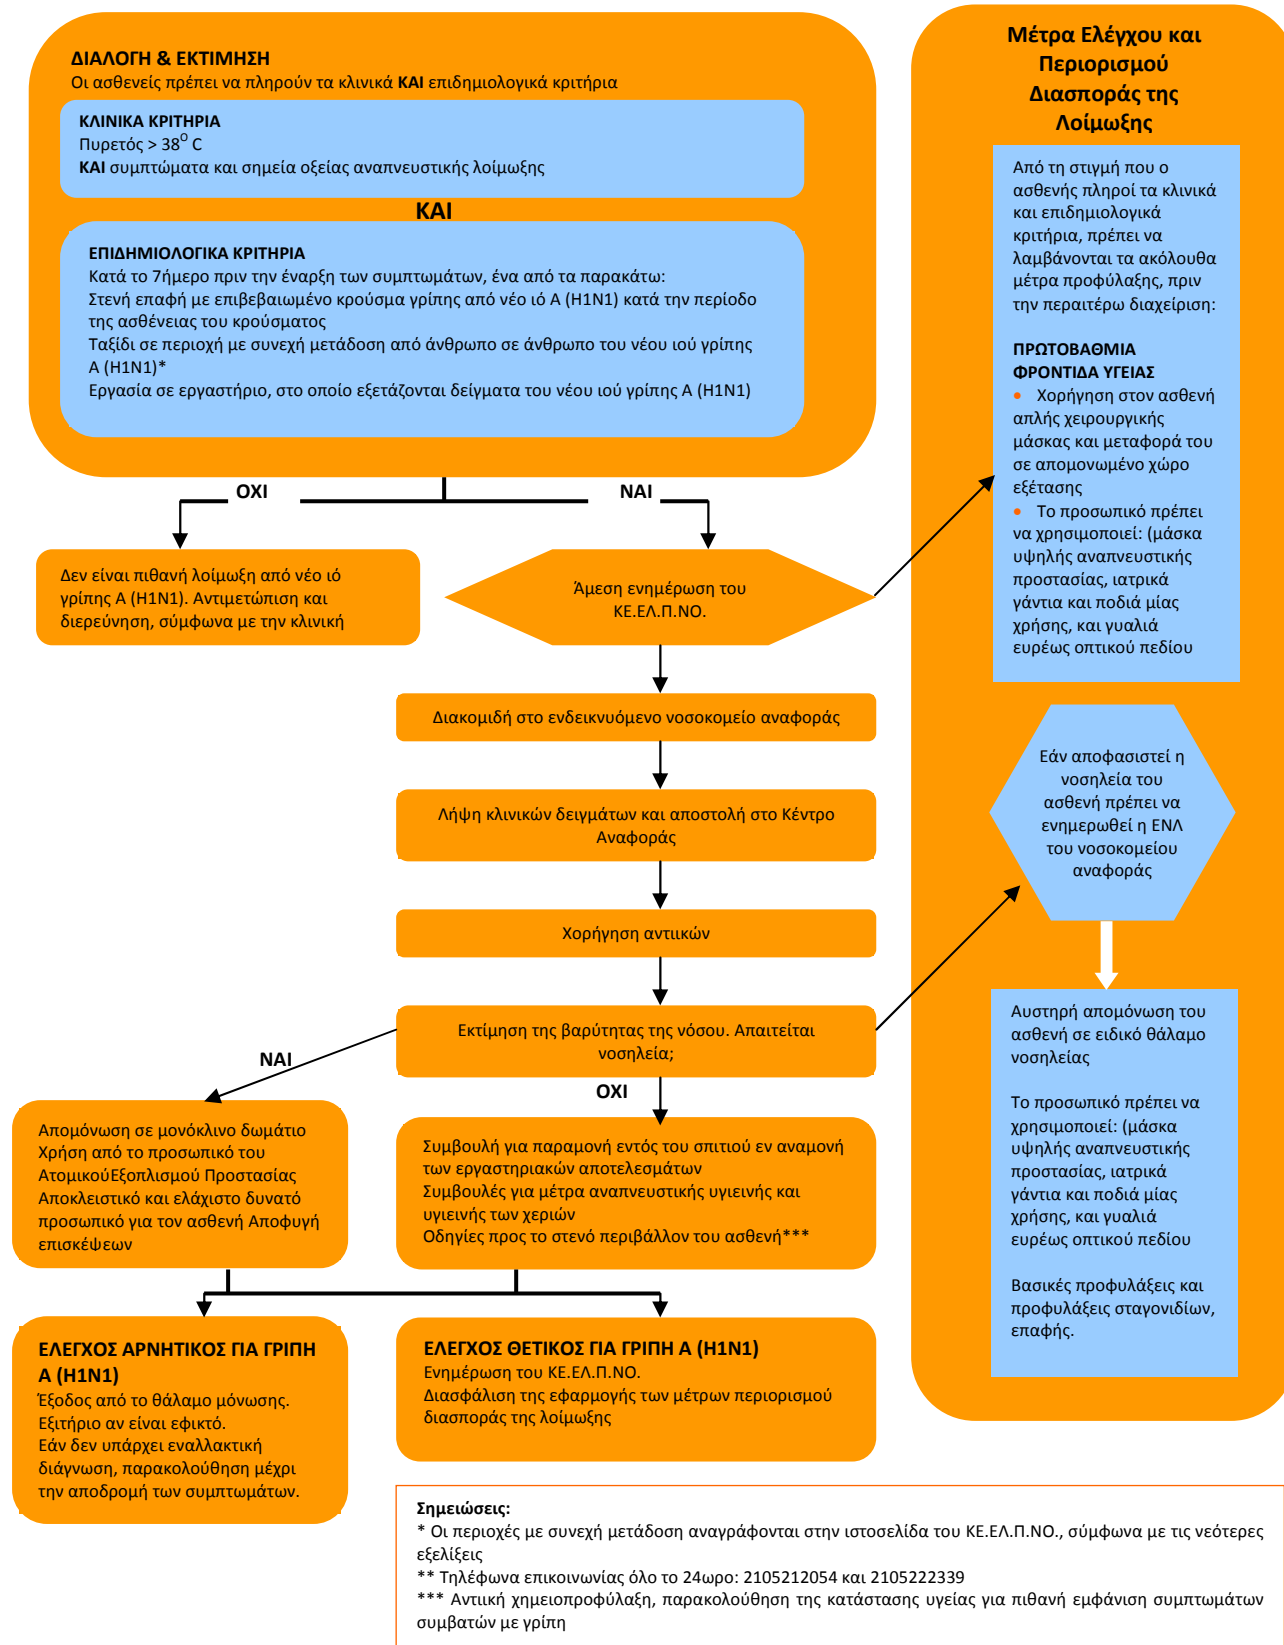 ΔΙΑΛΟΓΗ & ΕΚΤΙΜΗΣΗ
Οι ασθενείς πρέπει να πληρούν τα κλινικά ΚΑΙ επιδημιολογικά κριτήρια
ΚΛΙΝΙΚΑ ΚΡΙΤΗΡΙΑ
Πυρετός > 38Ο C
ΚΑΙ συμπτώματα και σημεία οξείας αναπνευστικής λοίμωξης
ΚΑΙ
ΕΠΙΔΗΜΙΟΛΟΓΙΚΑ ΚΡΙΤΗΡΙΑ
Κατά το 7ήμερο πριν την έναρξη των συμπτωμάτων, ένα από τα παρακάτω:
Στενή επαφή με επιβεβαιωμένο κρούσμα γρίπης από νέο ιό Α (Η1Ν1) κατά την περίοδο
της ασθένειας του κρούσματος
Ταξίδι σε περιοχή με συνεχή μετάδοση από άνθρωπο σε άνθρωπο του νέου ιού γρίπης
Α (Η1Ν1)*
Εργασία σε εργαστήριο, στο οποίο εξετάζονται δείγματα του νέου ιού γρίπης Α (Η1Ν1)
ΟΧΙ
ΝΑΙ
Δεν είναι πιθανή λοίμωξη από νέο ιό
γρίπης Α (Η1Ν1). Αντιμετώπιση και
διερεύνηση, σύμφωνα με την κλινική
Άμεση ενημέρωση του
ΚΕ.ΕΛ.Π.ΝΟ.
Διακομιδή στο ενδεικνυόμενο νοσοκομείο αναφοράς
Λήψη κλινικών δειγμάτων και αποστολή στο Κέντρο
Αναφοράς
Χορήγηση αντιικών
Εκτίμηση της βαρύτητας της νόσου. Απαιτείται
νοσηλεία;
ΝΑΙ
ΟΧΙ
Απομόνωση σε μονόκλινο δωμάτιο
Χρήση από το προσωπικό του
ΑτομικούΕξοπλισμού Προστασίας
Αποκλειστικό και ελάχιστο δυνατό
προσωπικό για τον ασθενή Αποφυγή
επισκέψεων
Συμβουλή για παραμονή εντός του σπιτιού εν αναμονή
των εργαστηριακών αποτελεσμάτων
Συμβουλές για μέτρα αναπνευστικής υγιεινής και
υγιεινής των χεριών
Οδηγίες προς το στενό περιβάλλον του ασθενή***
ΕΛΕΓΧΟΣ ΑΡΝΗΤΙΚΟΣ ΓΙΑ ΓΡΙΠΗ
Α (Η1Ν1)
Έξοδος από το θάλαμο μόνωσης.
Εξιτήριο αν είναι εφικτό.
Εάν δεν υπάρχει εναλλακτική
διάγνωση, παρακολούθηση μέχρι
την αποδρομή των συμπτωμάτων.
ΕΛΕΓΧΟΣ ΘΕΤΙΚΟΣ ΓΙΑ ΓΡΙΠΗ Α (Η1Ν1)
Ενημέρωση του ΚΕ.ΕΛ.Π.ΝΟ.
Διασφάλιση της εφαρμογής των μέτρων περιορισμού
διασποράς της λοίμωξης
Μέτρα Ελέγχου και
Περιορισμού
Διασποράς της
Λοίμωξης
Από τη στιγμή που ο
ασθενής πληροί τα κλινικά
και επιδημιολογικά
κριτήρια, πρέπει να
λαμβάνονται τα ακόλουθα
μέτρα προφύλαξης, πριν
την περαιτέρω διαχείριση:
ΠΡΩΤΟΒΑΘΜΙΑ
ΦΡΟΝΤΙΔΑ ΥΓΕΙΑΣ
• Χορήγηση στον ασθενή
απλής χειρουργικής
μάσκας και μεταφορά του
σε απομονωμένο χώρο
εξέτασης
• Το προσωπικό πρέπει
να χρησιμοποιεί: (μάσκα
υψηλής αναπνευστικής
προστασίας, ιατρικά
γάντια και ποδιά μίας
χρήσης, και γυαλιά
ευρέως οπτικού πεδίου
Εάν αποφασιστεί η
νοσηλεία του
ασθενή πρέπει να
ενημερωθεί η ΕΝΛ
του νοσοκομείου
αναφοράς
Αυστηρή απομόνωση του
ασθενή σε ειδικό θάλαμο
νοσηλείας
Το προσωπικό πρέπει να
χρησιμοποιεί: (μάσκα
υψηλής αναπνευστικής
προστασίας, ιατρικά
γάντια και ποδιά μίας
χρήσης, και γυαλιά
ευρέως οπτικού πεδίου
Βασικές προφυλάξεις και
προφυλάξεις σταγονιδίων,
επαφής.
Σημειώσεις:
* Οι περιοχές με συνεχή μετάδοση αναγράφονται στην ιστοσελίδα του ΚΕ.ΕΛ.Π.ΝΟ., σύμφωνα με τις νεότερες
εξελίξεις
** Τηλέφωνα επικοινωνίας όλο το 24ωρο: 2105212054 και 2105222339
*** Αντιική χημειοπροφύλαξη, παρακολούθηση της κατάστασης υγείας για πιθανή εμφάνιση συμπτωμάτων
συμβατών με γρίπη